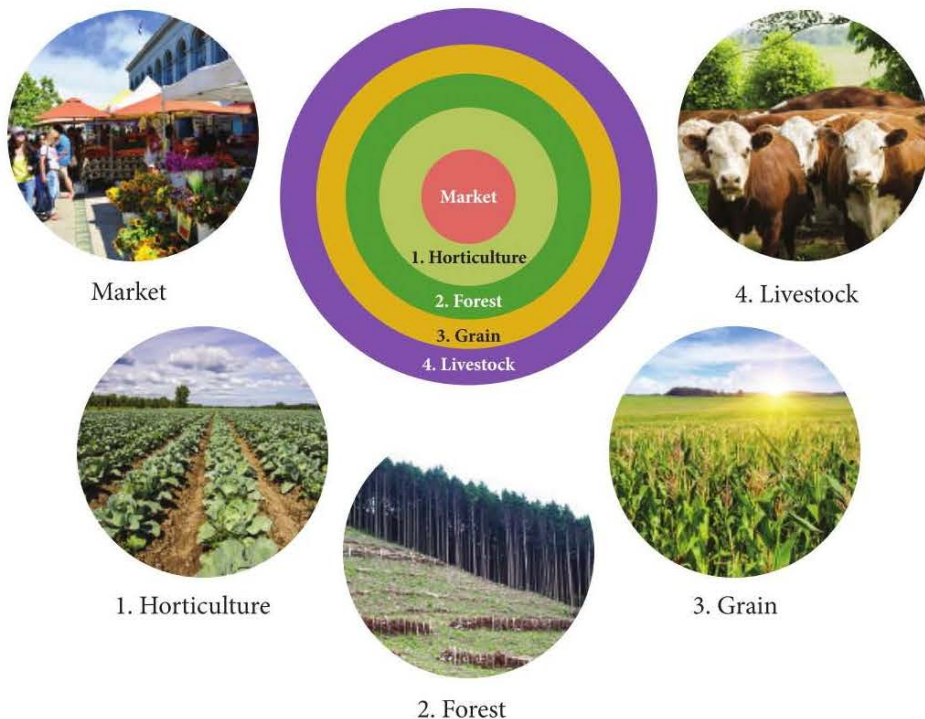 Market
1. Horticulture
2. Forest
3. Grain
4. Livestock
Market
4. Livestock
1. Horticulture
3. Grain
2. Forest